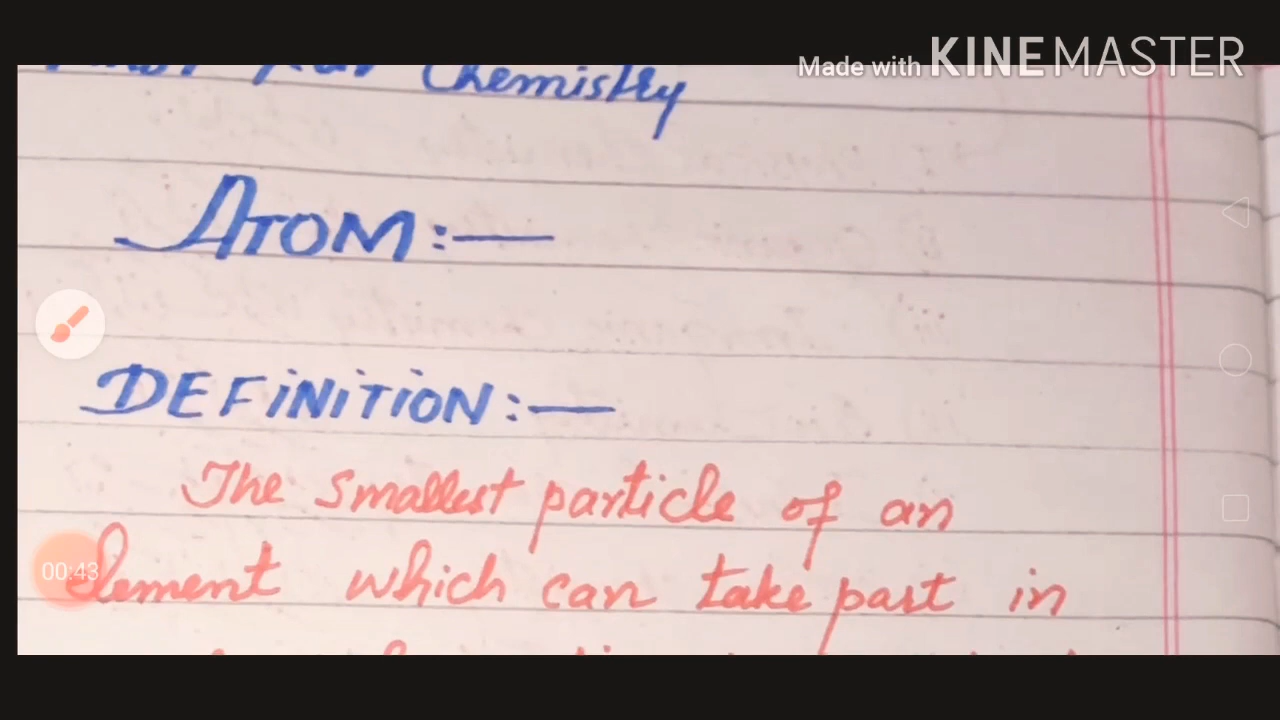 Made with KINEMASTER
Chemistry
ATOM:—
DEFINITION:—
The smallest particle of an
element which can take part in
00:43